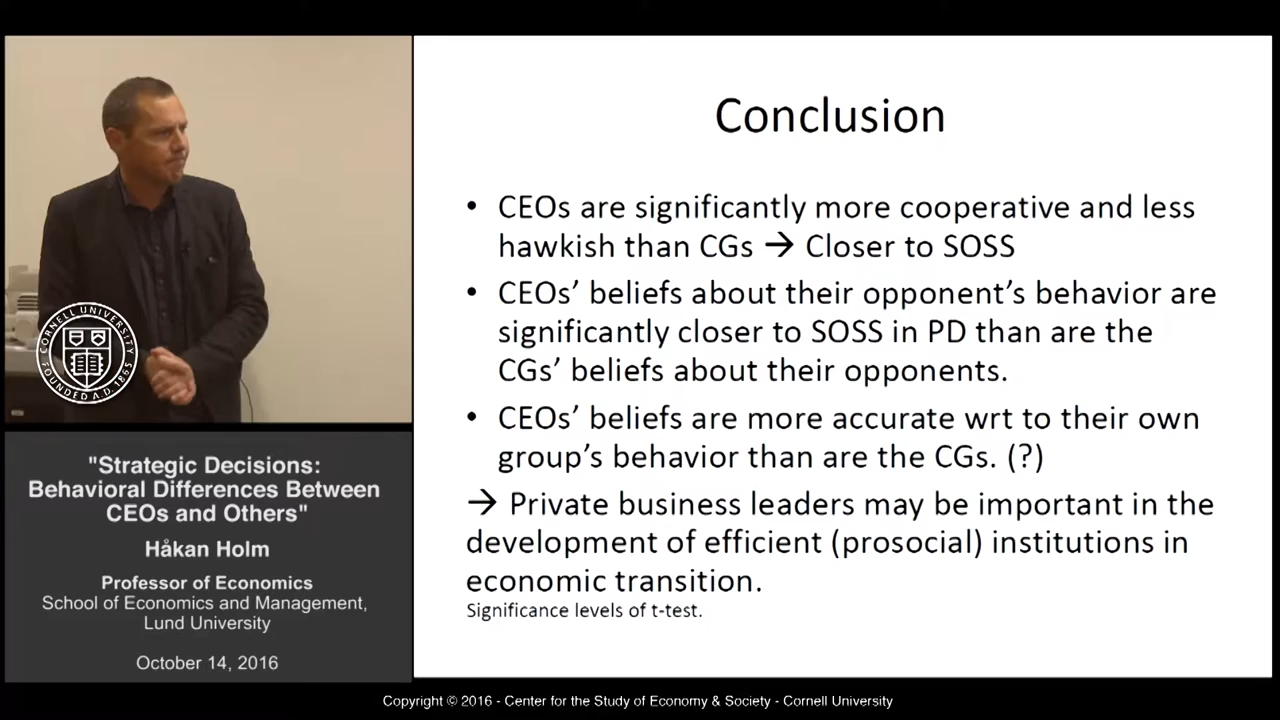 Conclusion
• CEOs are significantly more cooperative and less
hawkish than CGs → Closer to SOSS
• CEOs’ beliefs about their opponent’s behavior are
significantly closer to SOSS in PD than are the
CGs’ beliefs about their opponents.
• CEOs’ beliefs are more accurate wrt to their own
group’s behavior than are the CGs. (?)
→ Private business leaders may be important in the
development of efficient (prosocial) institutions in
economic transition.
Significance levels of t-test.
CORNELL UNIVERSITY
FOUNDED A.D. 1865
"Strategic Decisions:
Behavioral Differences Between
CEOs and Others"
Håkan Holm
Professor of Economics
School of Economics and Management,
Lund University
October 14, 2016
Copyright © 2016 - Center for the Study of Economy & Society - Cornell University